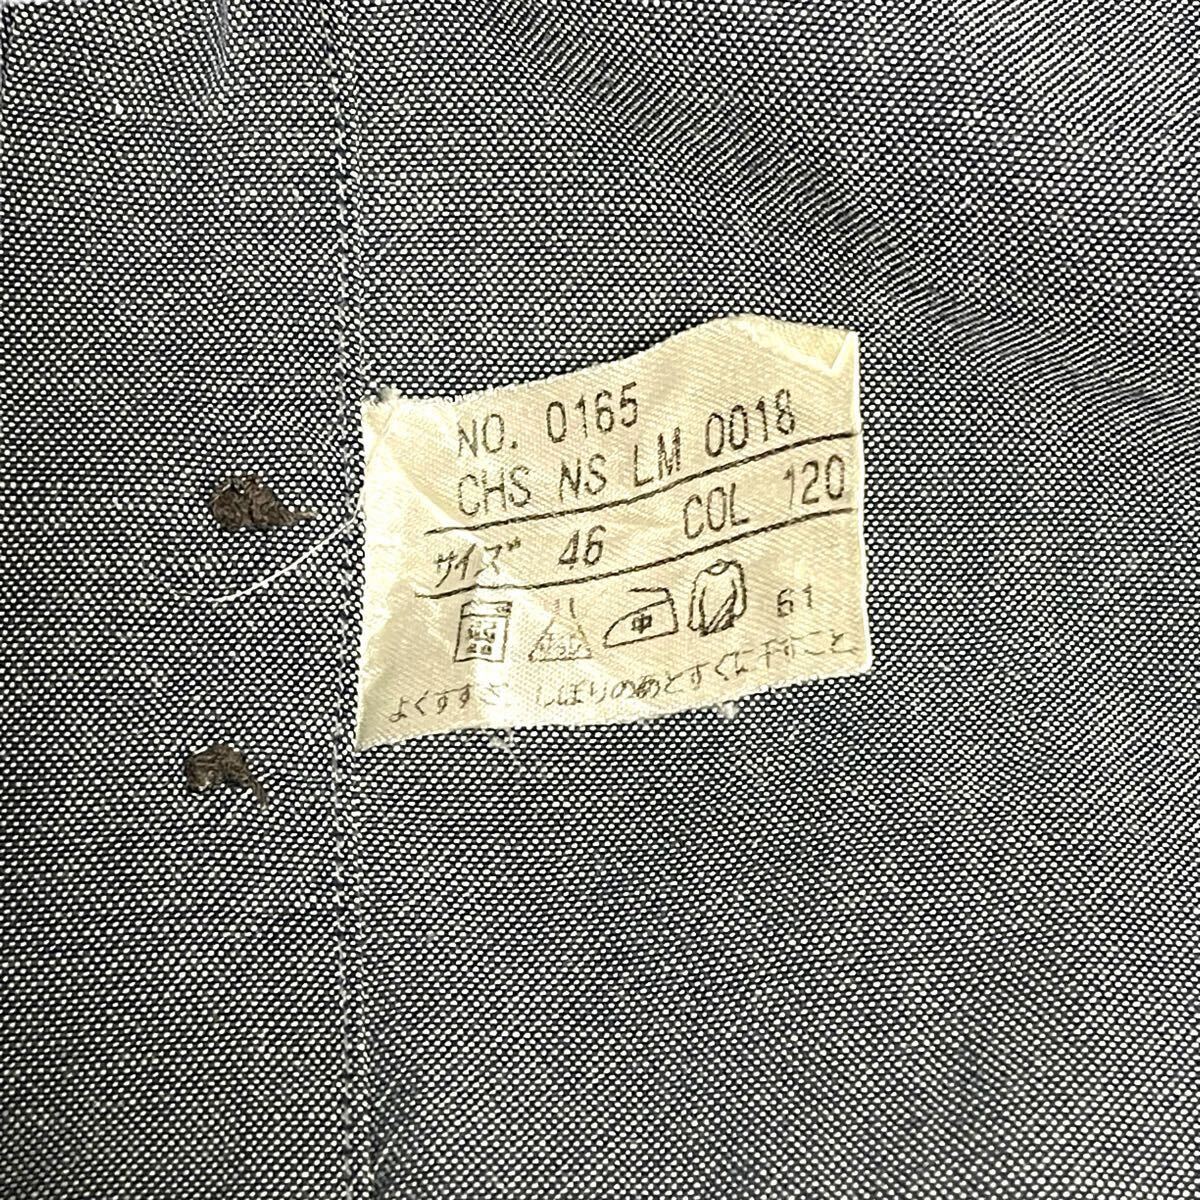 NO. 0165
CHS NS LM 0018
サイズ 46 COL 120
中 61
よくすすぎ、しぼりのあとすぐに干すこと